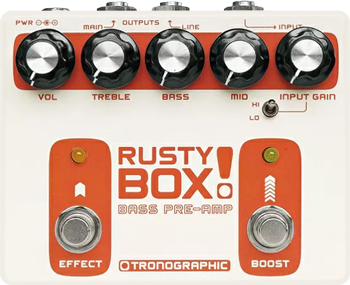 PWR
MAIN OUTPUTS LINE
INPUT
VOL TREBLE BASS MID INPUT GAIN
HI
LO
RUSTY
BOX!
BASS PRE-AMP
EFFECT
TRONOGRAPHIC
BOOST